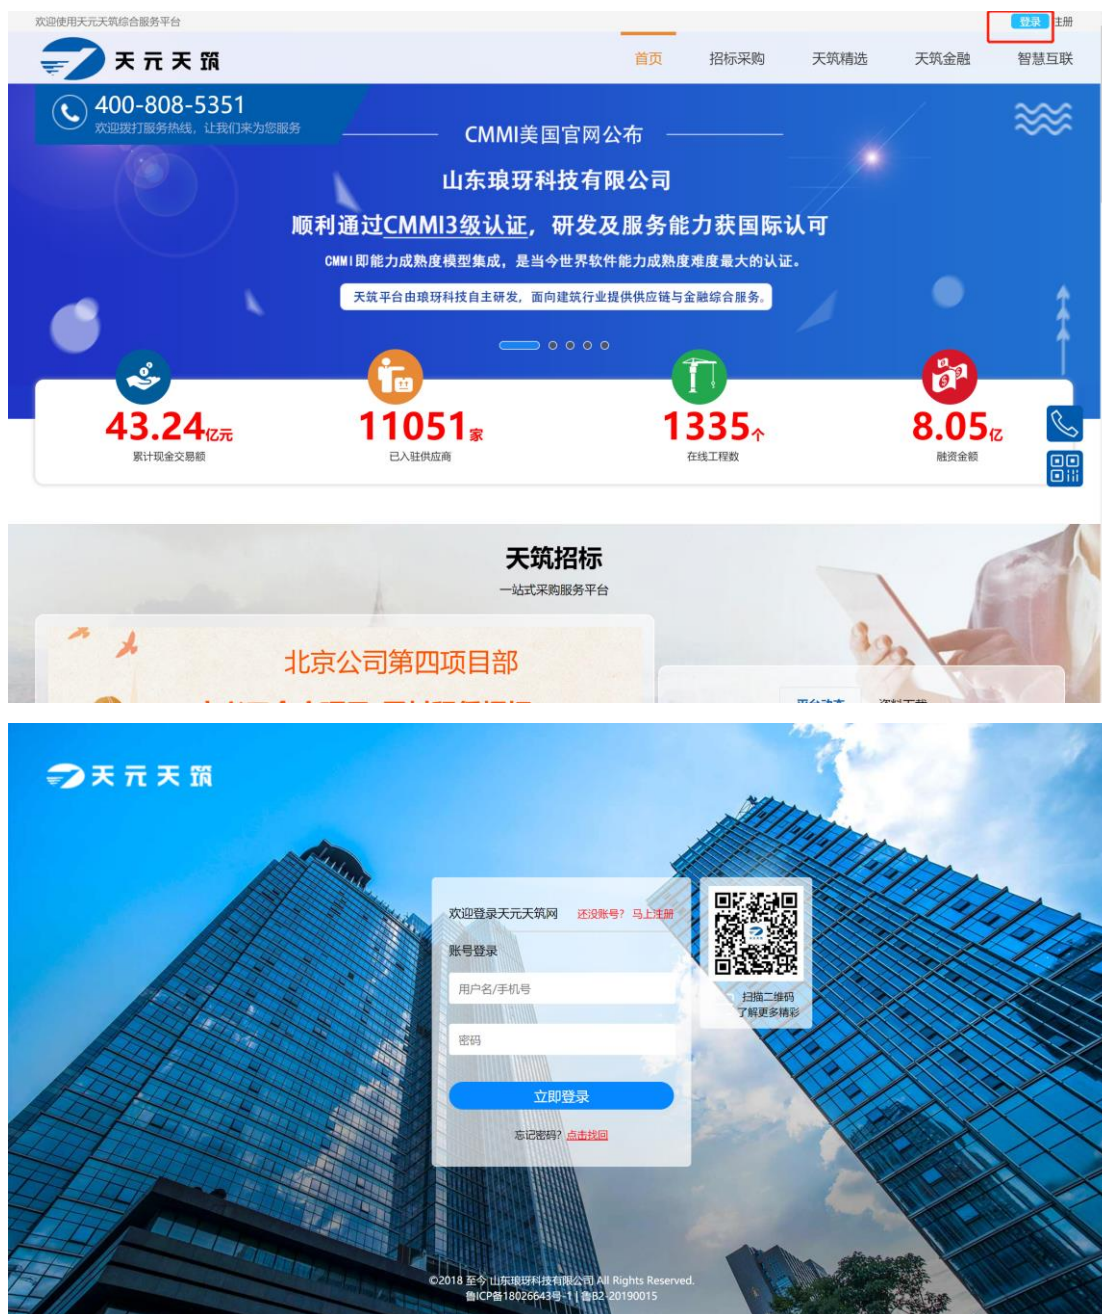 欢迎使用天元天筑综合服务平台
登录 注册
天元天筑
首页 招标采购 天筑精选 天筑金融 智慧互联
400-808-5351
欢迎拨打服务热线，让我们来为您服务
CMMI美国官网公布
山东琅玡科技有限公司
顺利通过CMMI3级认证，研发及服务能力获国际认可
CMMI即能力成熟度模型集成，是当今世界软件能力成熟度难度最大的认证。
天筑平台由琅玡科技自主研发，面向建筑行业提供供应链与金融综合服务。
43.24亿元 11051家 1335个 8.05亿
累计现金交易额 已入驻供应商 在线工程数 融资金额
天筑招标
一站式采购服务平台
北京公司第四项目部
平台动态 资料下载
天元天筑
欢迎登录天元天筑网 还没账号？马上注册
账号登录
用户名/手机号
密码
立即登录
忘记密码？点击找回
扫描二维码
了解更多精彩
©2018 至今 山东琅玡科技有限公司 All Rights Reserved.
鲁ICP备18026643号-1 | 鲁B2-20190015